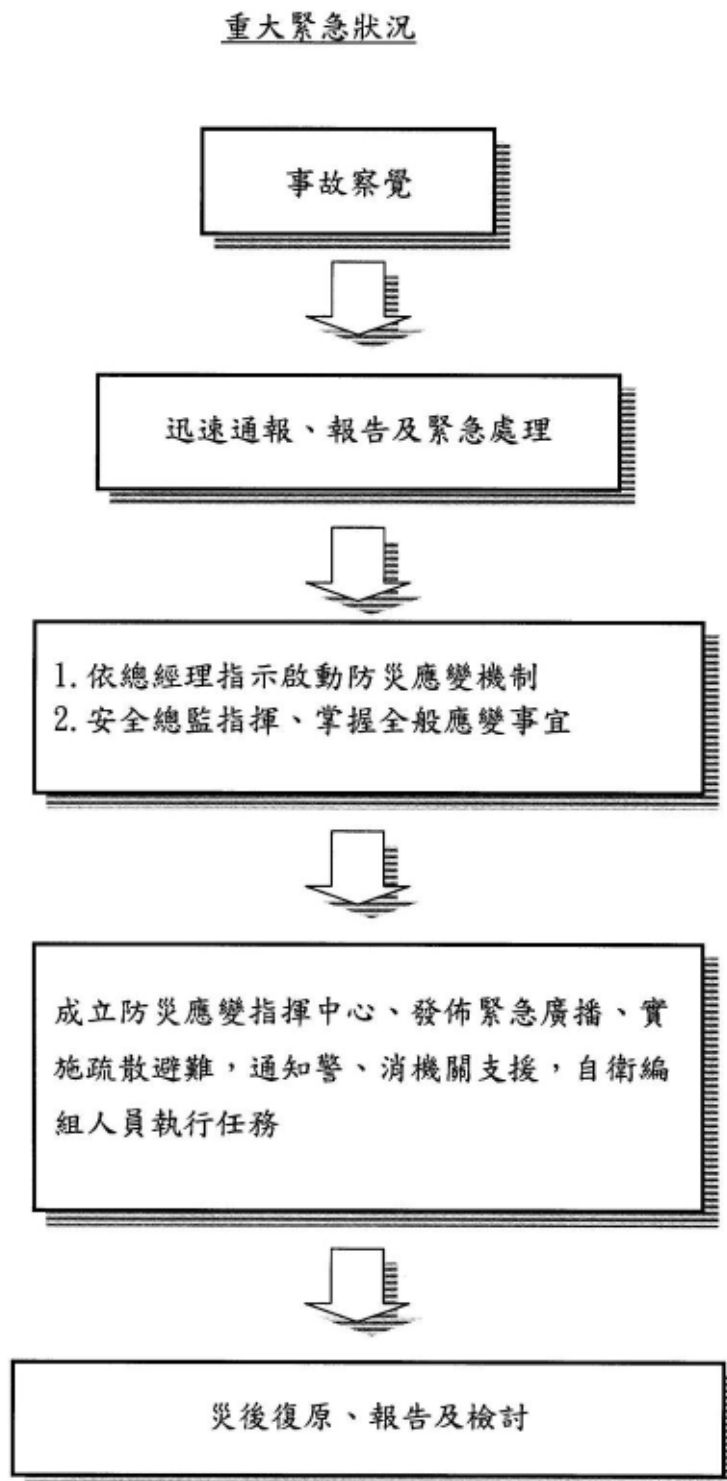 重大緊急狀況
事故察覺
迅速通報、報告及緊急處理
1.依總經理指示啟動防災應變機制
2.安全總監指揮、掌握全般應變事宜
成立防災應變指揮中心、發佈緊急廣播、實
施疏散避難，通知警、消機關支援，自衛編
組人員執行任務
災後復原、報告及檢討